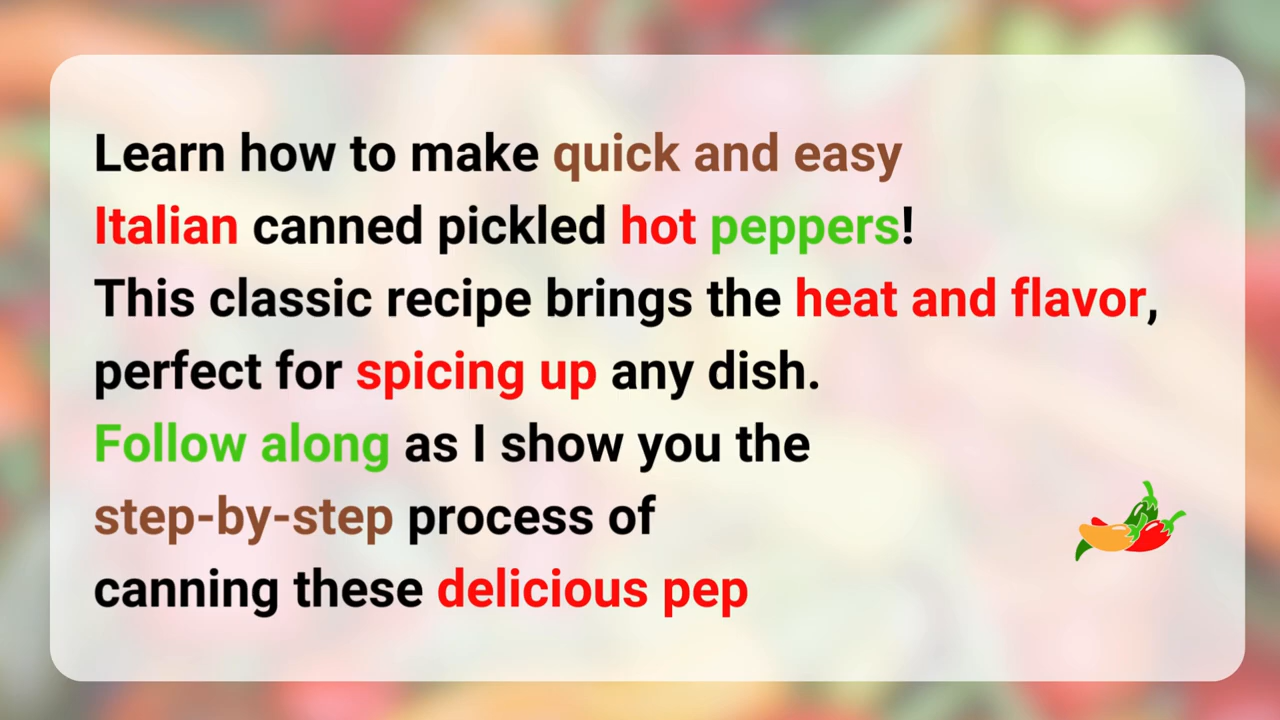 Learn how to make quick and easy
Italian canned pickled hot peppers!
This classic recipe brings the heat and flavor,
perfect for spicing up any dish.
Follow along as I show you the
step-by-step process of
canning these delicious pep